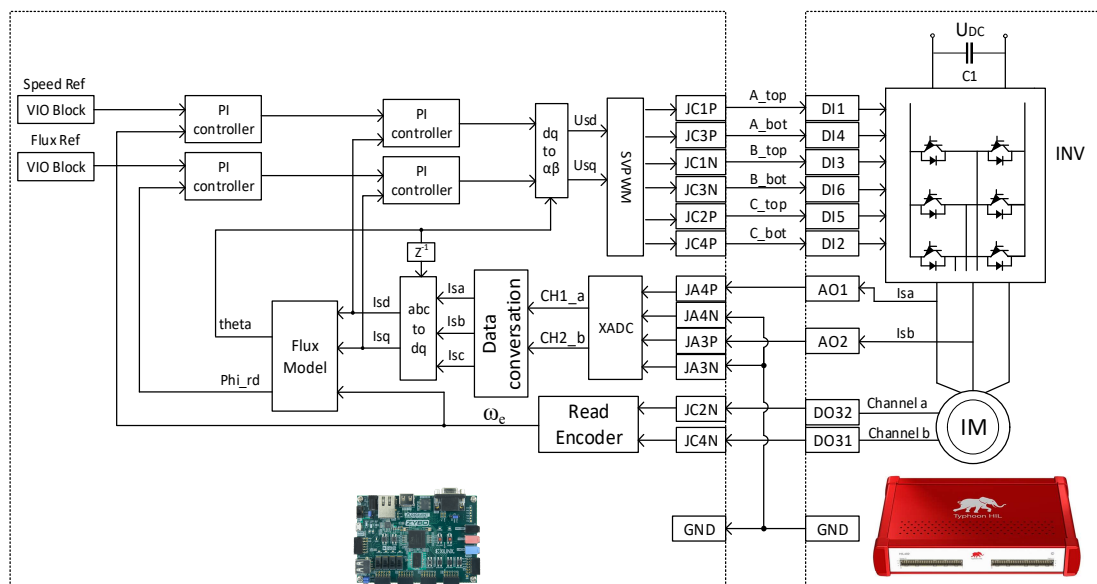 UDC
C1
Speed Ref
VIO Block
Flux Ref
VIO Block
PI
controller
PI
controller
PI
controller
PI
controller
dq
to
αβ
Usd
Usq
SVPWM
JC1P
JC3P
JC1N
JC3N
JC2P
JC4P
A_top
A_bot
B_top
B_bot
C_top
C_bot
DI1
DI4
DI3
DI6
DI5
DI2
INV
Z-1
theta
Phi_rd
Flux
Model
Isd
Isq
abc
to
dq
Isa
Isb
Isc
Data
conversation
CH1_a
CH2_b
XADC
JA4P
JA4N
JA3P
JA3N
AO1
AO2
Isa
Isb
ωe
Read
Encoder
JC2N
JC4N
DO32
DO31
Channel a
Channel b
IM
GND
GND
ZYBO
Typhoon HIL